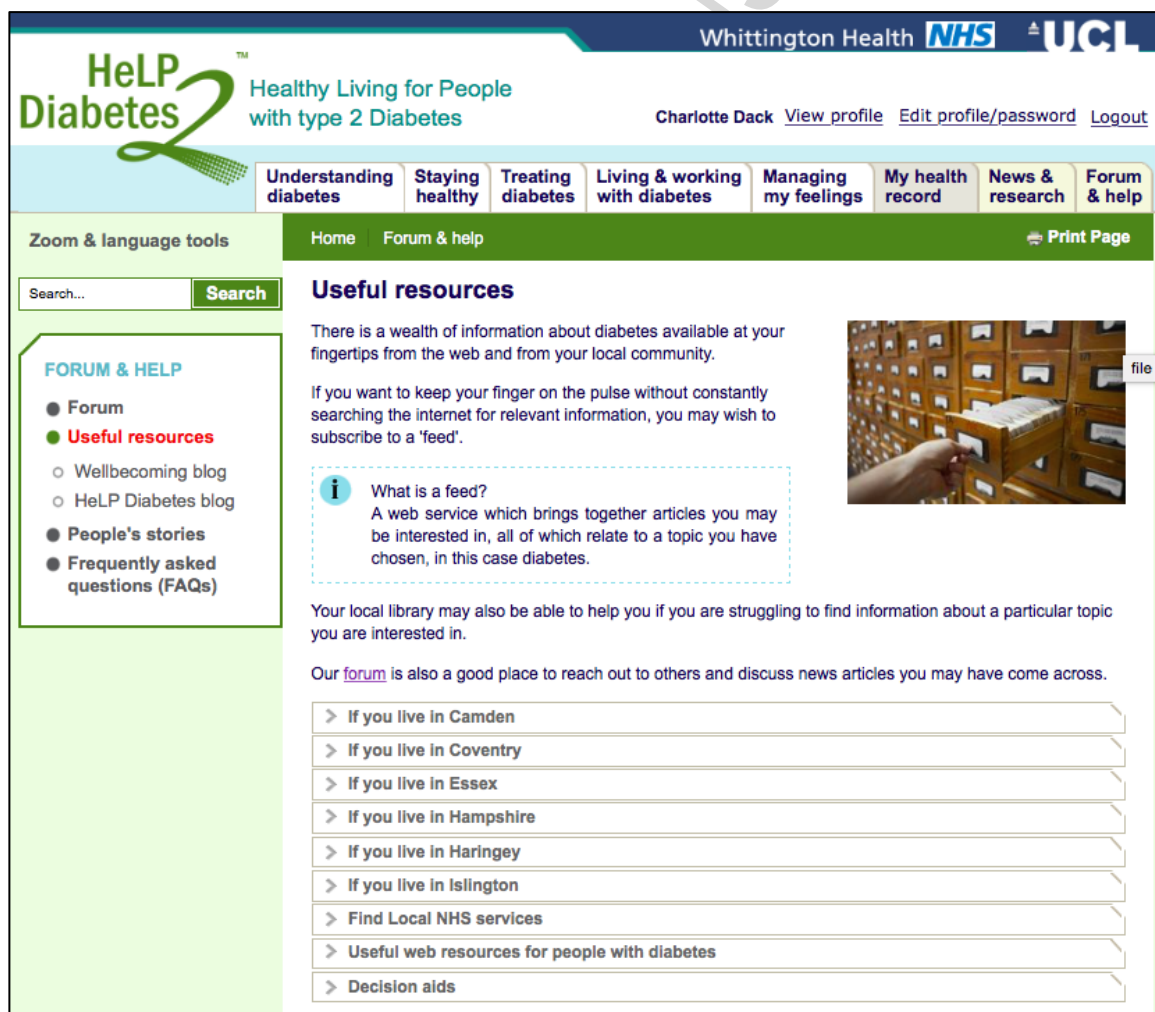 Whittington Health NHS UCL
HeLP
Diabetes 2 ™
Healthy Living for People
with type 2 Diabetes
Charlotte Dack View profile Edit profile/password Logout
Understanding diabetes
Staying healthy
Treating diabetes
Living & working with diabetes
Managing my feelings
My health record
News & research
Forum & help
Zoom & language tools
Search... Search
FORUM & HELP
Forum
Useful resources
Wellbecoming blog
HeLP Diabetes blog
People's stories
Frequently asked
questions (FAQs)
Home Forum & help Print Page
Useful resources
There is a wealth of information about diabetes available at your
fingertips from the web and from your local community.
If you want to keep your finger on the pulse without constantly
searching the internet for relevant information, you may wish to
subscribe to a 'feed'.
file
i What is a feed?
A web service which brings together articles you may
be interested in, all of which relate to a topic you have
chosen, in this case diabetes.
Your local library may also be able to help you if you are struggling to find information about a particular topic
you are interested in.
Our forum is also a good place to reach out to others and discuss news articles you may have come across.
If you live in Camden
If you live in Coventry
If you live in Essex
If you live in Hampshire
If you live in Haringey
If you live in Islington
Find Local NHS services
Useful web resources for people with diabetes
Decision aids